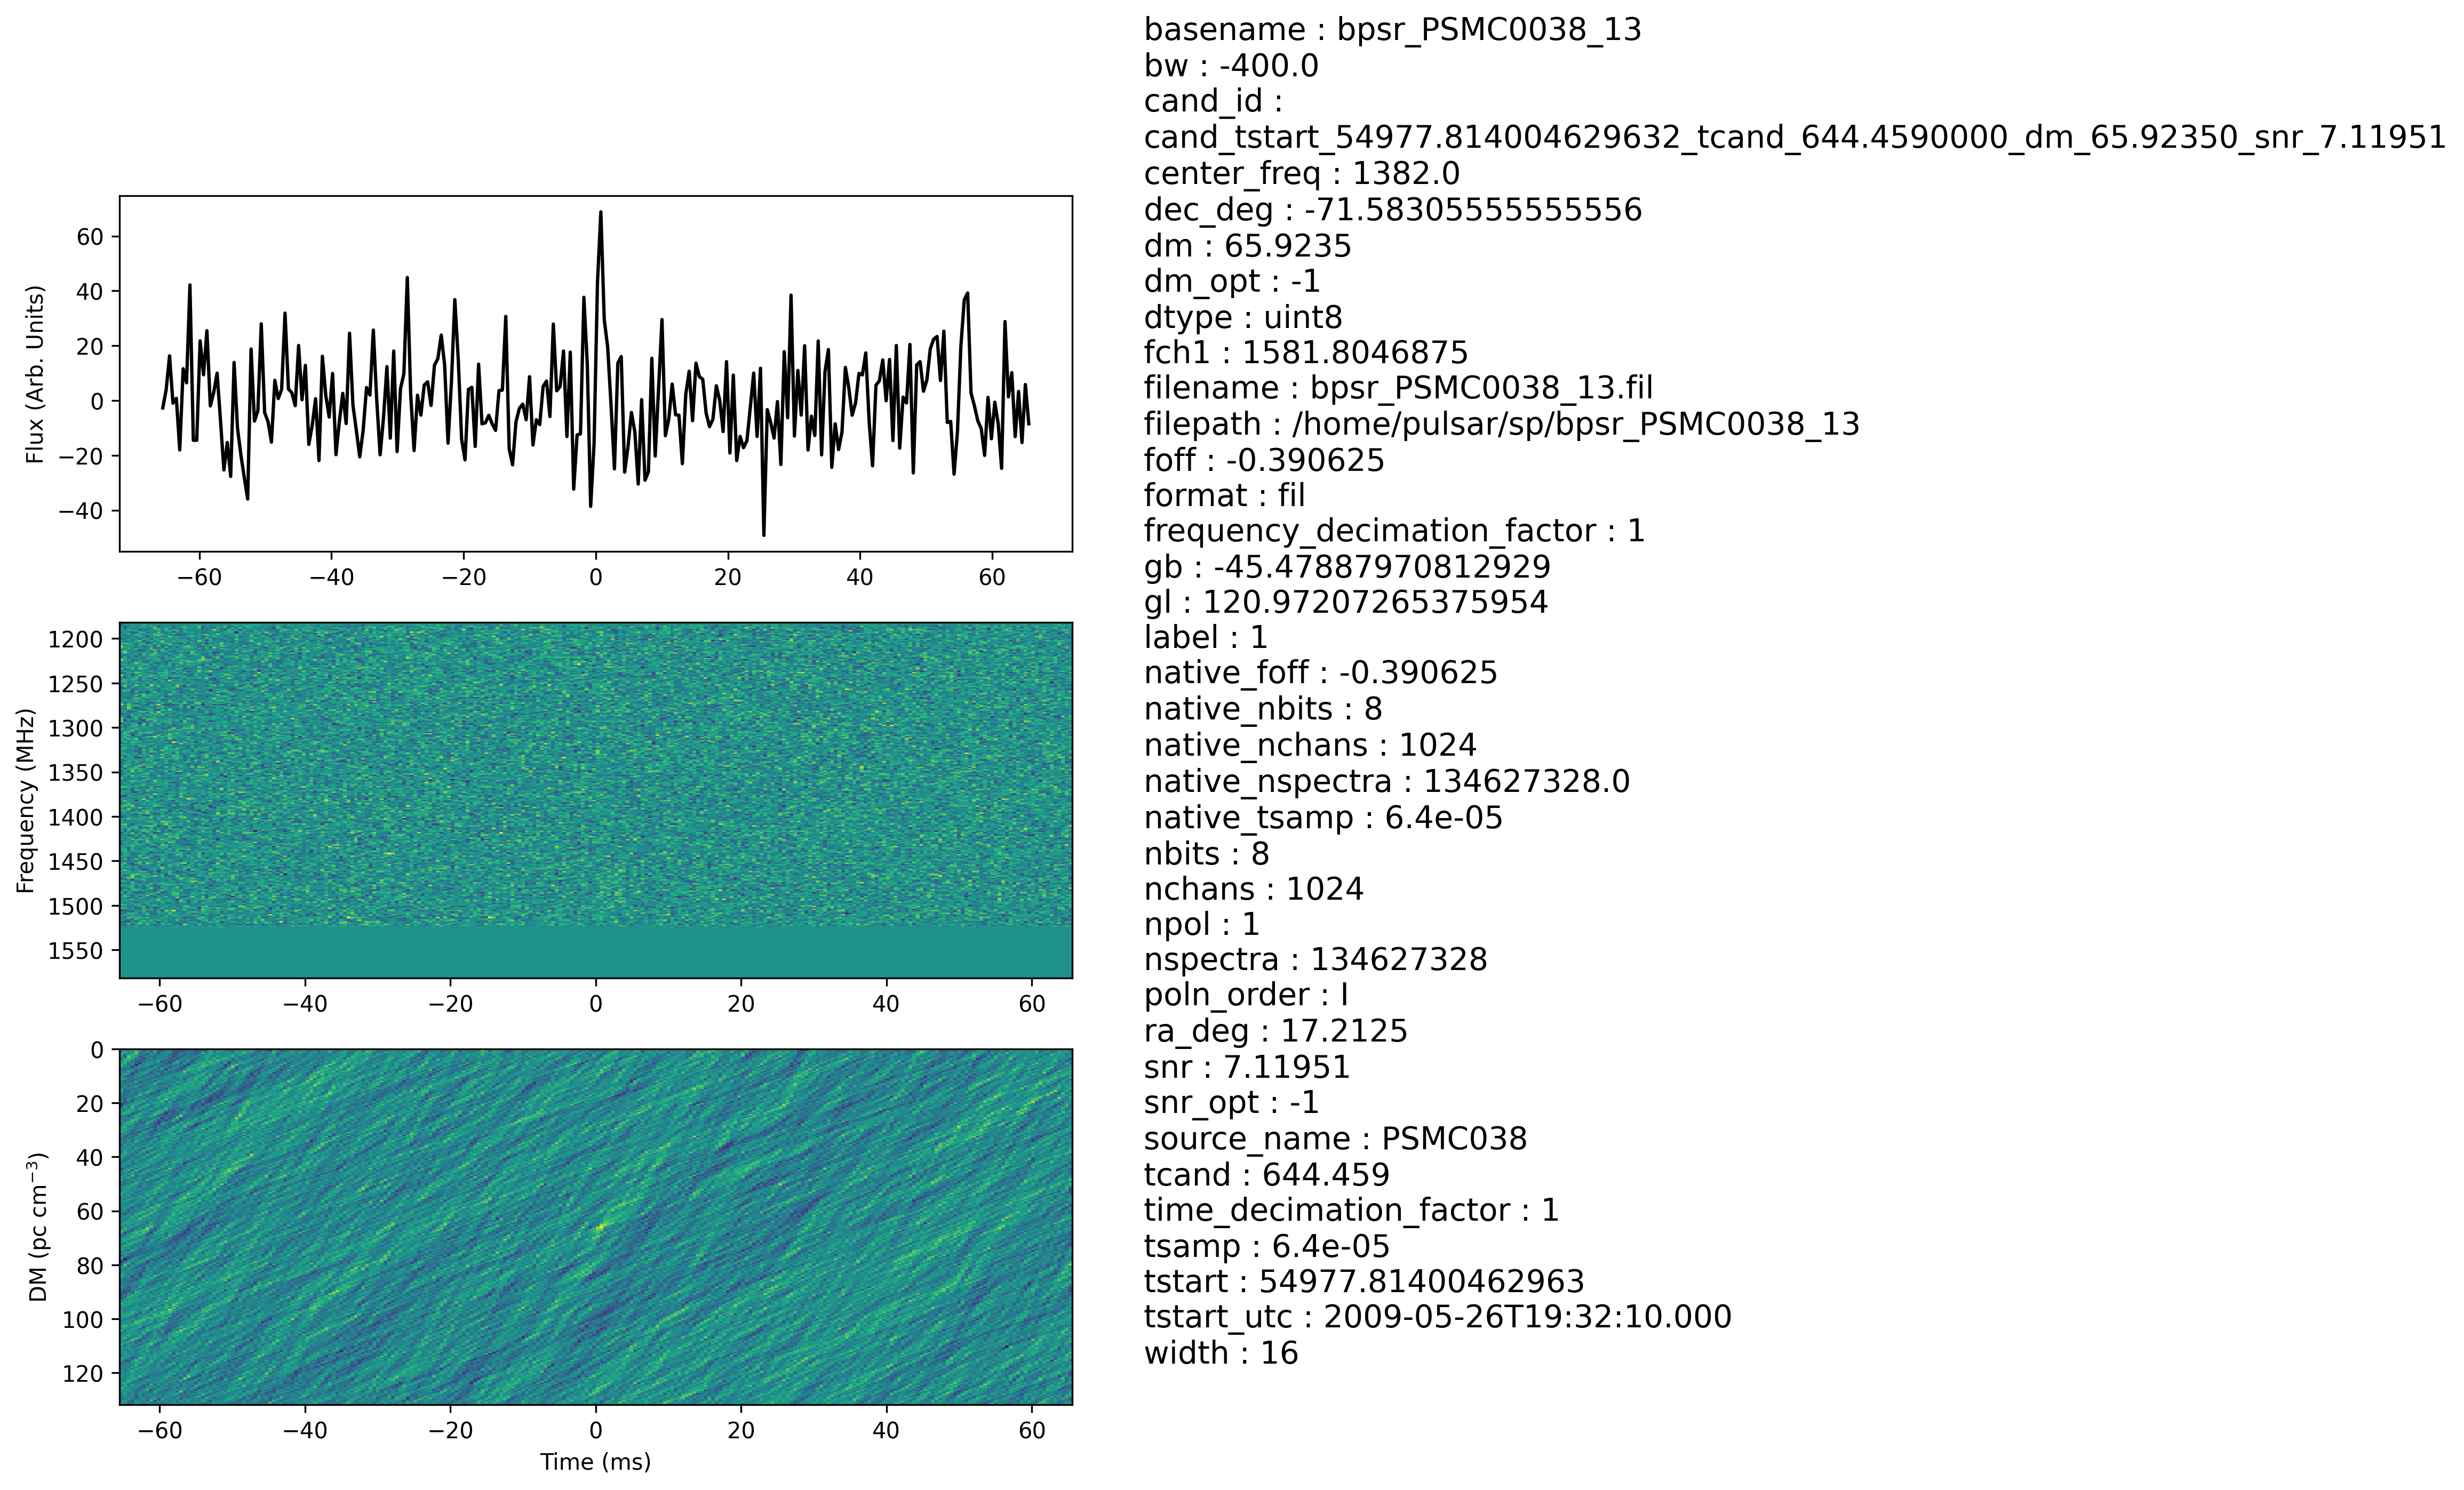 basename : bpsr_PSMC0038_13
bw : -400.0
cand_id :
cand_tstart_54977.814004629632_tcand_644.4590000_dm_65.92350_snr_7.11951
center_freq : 1382.0
dec_deg : -71.58305555555556
dm : 65.9235
dm_opt : -1
dtype : uint8
fch1 : 1581.8046875
filename : bpsr_PSMC0038_13.fil
filepath : /home/pulsar/sp/bpsr_PSMC0038_13
foff : -0.390625
format : fil
frequency_decimation_factor : 1
gb : -45.47887970812929
gl : 120.97207265375954
label : 1
native_foff : -0.390625
native_nbits : 8
native_nchans : 1024
native_nspectra : 134627328.0
native_tsamp : 6.4e-05
nbits : 8
nchans : 1024
npol : 1
nspectra : 134627328
poln_order : I
ra_deg : 17.2125
snr : 7.11951
snr_opt : -1
source_name : PSMC038
tcand : 644.459
time_decimation_factor : 1
tsamp : 6.4e-05
tstart : 54977.81400462963
tstart_utc : 2009-05-26T19:32:10.000
width : 16
Flux (Arb. Units)
60
40
20
0
−20
−40
−60 −40 −20 0 20 40 60
Frequency (MHz)
1200
1250
1300
1350
1400
1450
1500
1550
−60 −40 −20 0 20 40 60
DM (pc cm⁻³)
0
20
40
60
80
100
120
−60 −40 −20 0 20 40 60
Time (ms)